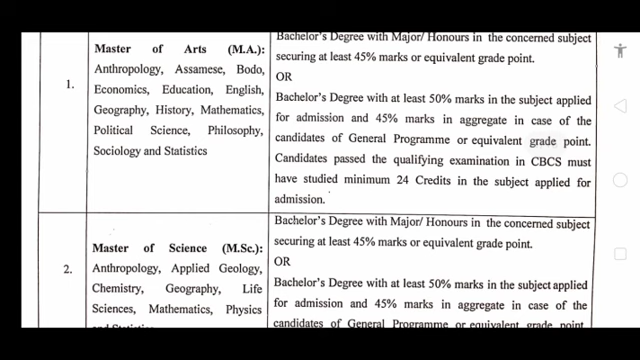 1.
Master of Arts (M.A.):
Anthropology, Assamese, Bodo,
Economics, Education, English,
Geography, History, Mathematics,
Political Science, Philosophy,
Sociology and Statistics
Bachelor's Degree with Major/ Honours in the concerned subject
securing at least 45% marks or equivalent grade point.
OR
Bachelor's Degree with at least 50% marks in the subject applied
for admission and 45% marks in aggregate in case of the
candidates of General Programme or equivalent grade point.
Candidates passed the qualifying examination in CBCS must
have studied minimum 24 Credits in the subject applied for
admission.
2.
Master of Science (M.Sc.):
Anthropology, Applied Geology,
Chemistry, Geography, Life
Sciences, Mathematics, Physics
and Statistics
Bachelor's Degree with Major/ Honours in the concerned subject
securing at least 45% marks or equivalent grade point.
OR
Bachelor's Degree with at least 50% marks in the subject applied
for admission and 45% marks in aggregate in case of the
candidates of General Programme or equivalent grade point.